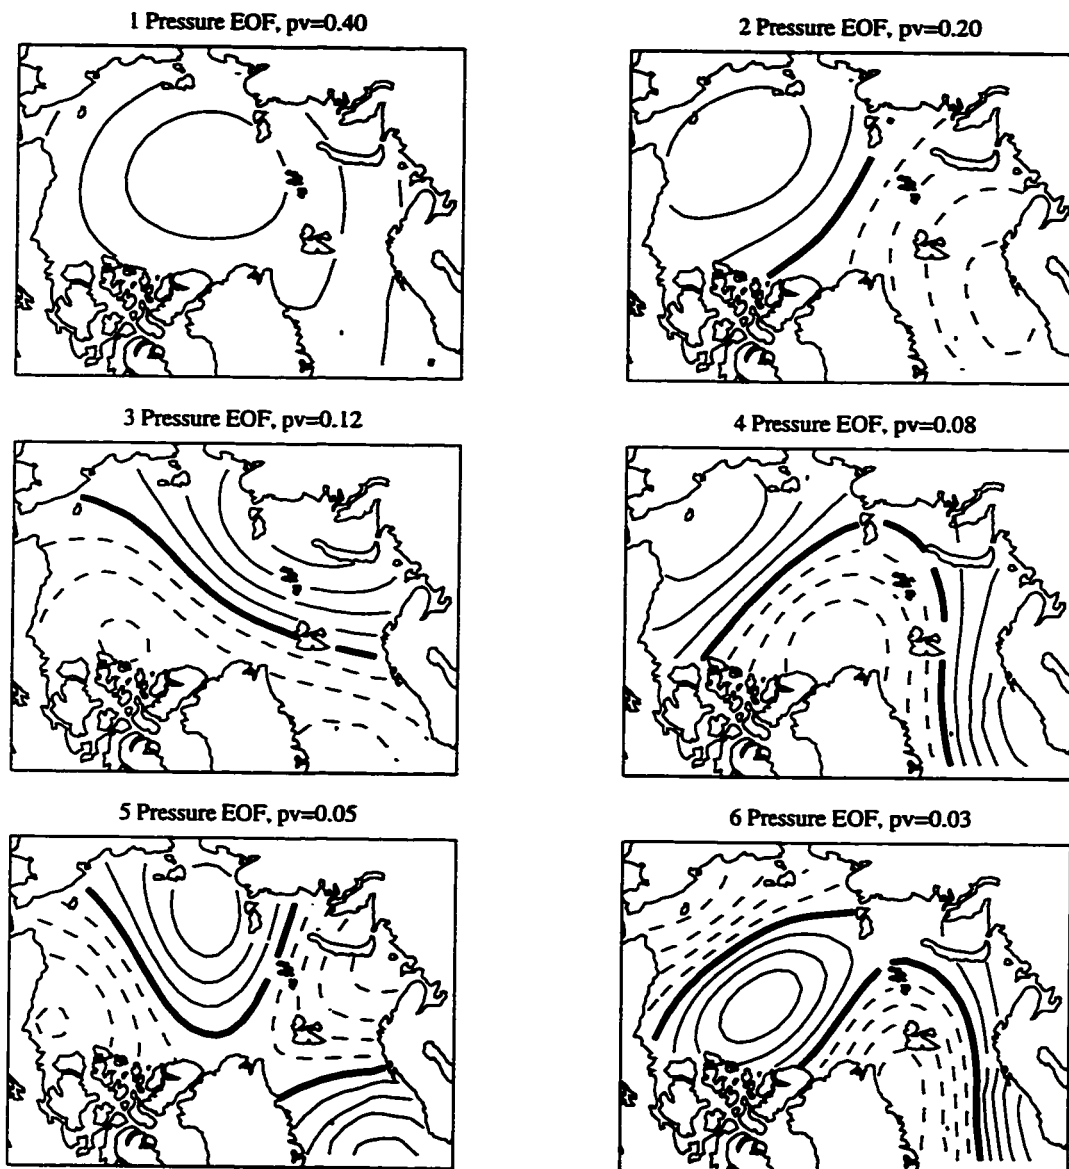 1 Pressure EOF, pv=0.40
2 Pressure EOF, pv=0.20
3 Pressure EOF, pv=0.12
4 Pressure EOF, pv=0.08
5 Pressure EOF, pv=0.05
6 Pressure EOF, pv=0.03